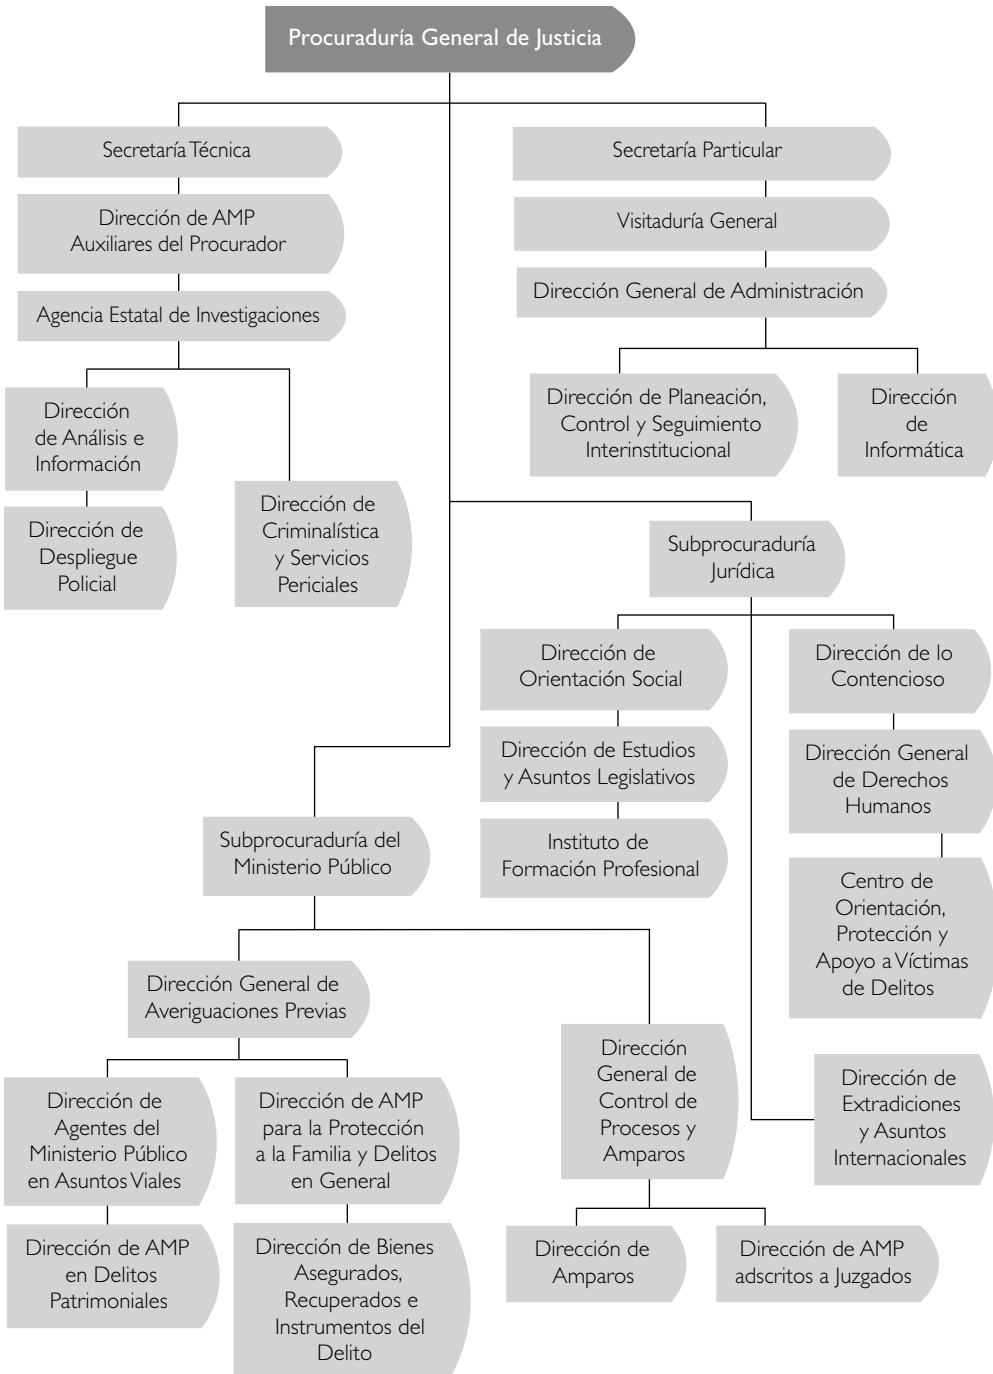 Procuraduría General de Justicia
Secretaría Técnica
Secretaría Particular
Dirección de AMP
Auxiliares del Procurador
Visitaduría General
Agencia Estatal de Investigaciones
Dirección General de Administración
Dirección
de Análisis e
Información
Dirección de
Despliegue
Policial
Dirección de
Criminalística
y Servicios
Periciales
Dirección de Planeación,
Control y Seguimiento
Interinstitucional
Dirección
de
Informática
Subprocuraduría
Jurídica
Dirección de
Orientación Social
Dirección de Estudios
y Asuntos Legislativos
Instituto de
Formación Profesional
Dirección de lo
Contencioso
Dirección General
de Derechos
Humanos
Centro de
Orientación,
Protección y
Apoyo a Víctimas
de Delitos
Dirección de
Extradiciones
y Asuntos
Internacionales
Subprocuraduría del
Ministerio Público
Dirección General de
Averiguaciones Previas
Dirección de
Agentes del
Ministerio Público
en Asuntos Viales
Dirección de AMP
en Delitos
Patrimoniales
Dirección de AMP
para la Protección
a la Familia y Delitos
en General
Dirección de Bienes
Asegurados,
Recuperados e
Instrumentos del
Delito
Dirección
General de
Control de
Procesos y
Amparos
Dirección de
Amparos
Dirección de AMP
adscritos a Juzgados